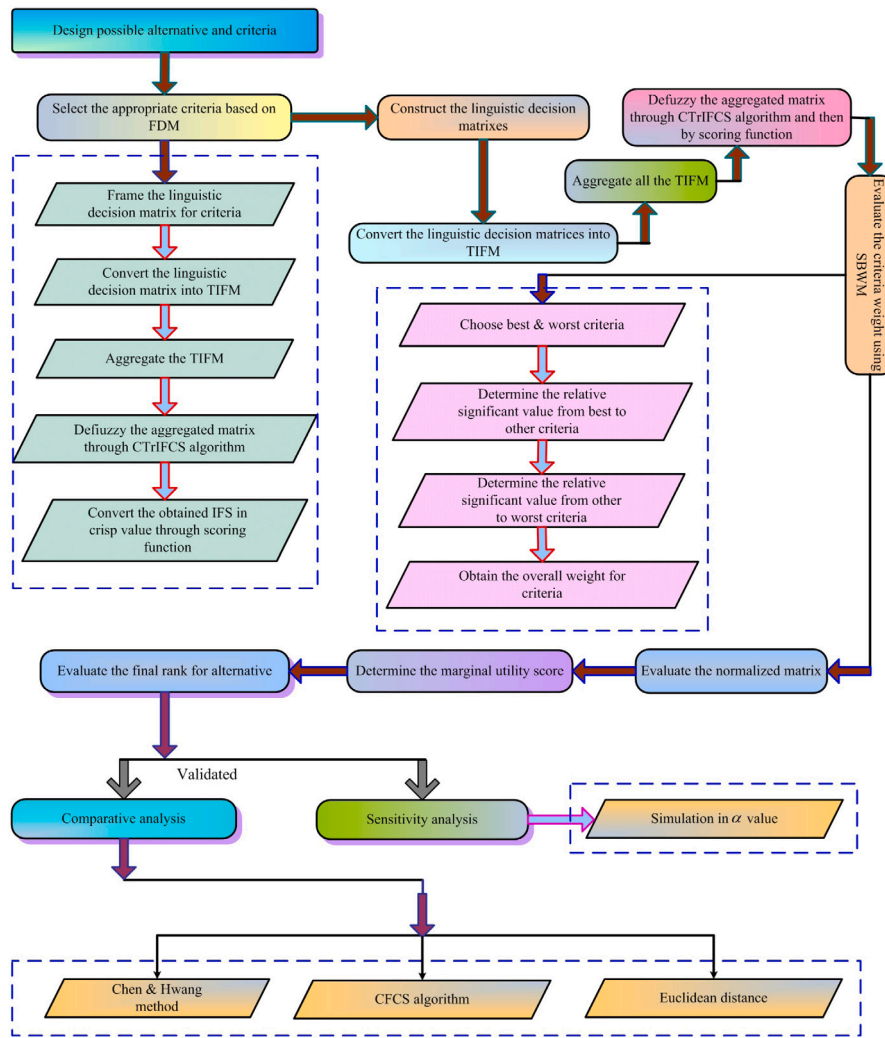 Design possible alternative and criteria
Select the appropriate criteria based on
FDM
Construct the linguistic decision
matrixes
Defuzzy the aggregated matrix
through CTrIFCS algorithm and then
by scoring function
Aggregate all the TIFM
Convert the linguistic decision matrices into
TIFM
Evaluate the criteria weight using
SBWM
Frame the linguistic
decision matrix for criteria
Convert the linguistic
decision matrix into TIFM
Aggregate the TIFM
Defiuzzy the aggregated matrix
through CTrIFCS algorithm
Convert the obtained IFS in
crisp value through scoring
function
Choose best & worst criteria
Determine the relative
significant value from best to
other criteria
Determine the relative
significant value from other
to worst criteria
Obtain the overall weight for
criteria
Evaluate the final rank for alternative
Determine the marginal utility score
Evaluate the normalized matrix
Validated
Comparative analysis
Sensitivity analysis
Simulation in α value
Chen & Hwang
method
CFCS algorithm
Euclidean distance